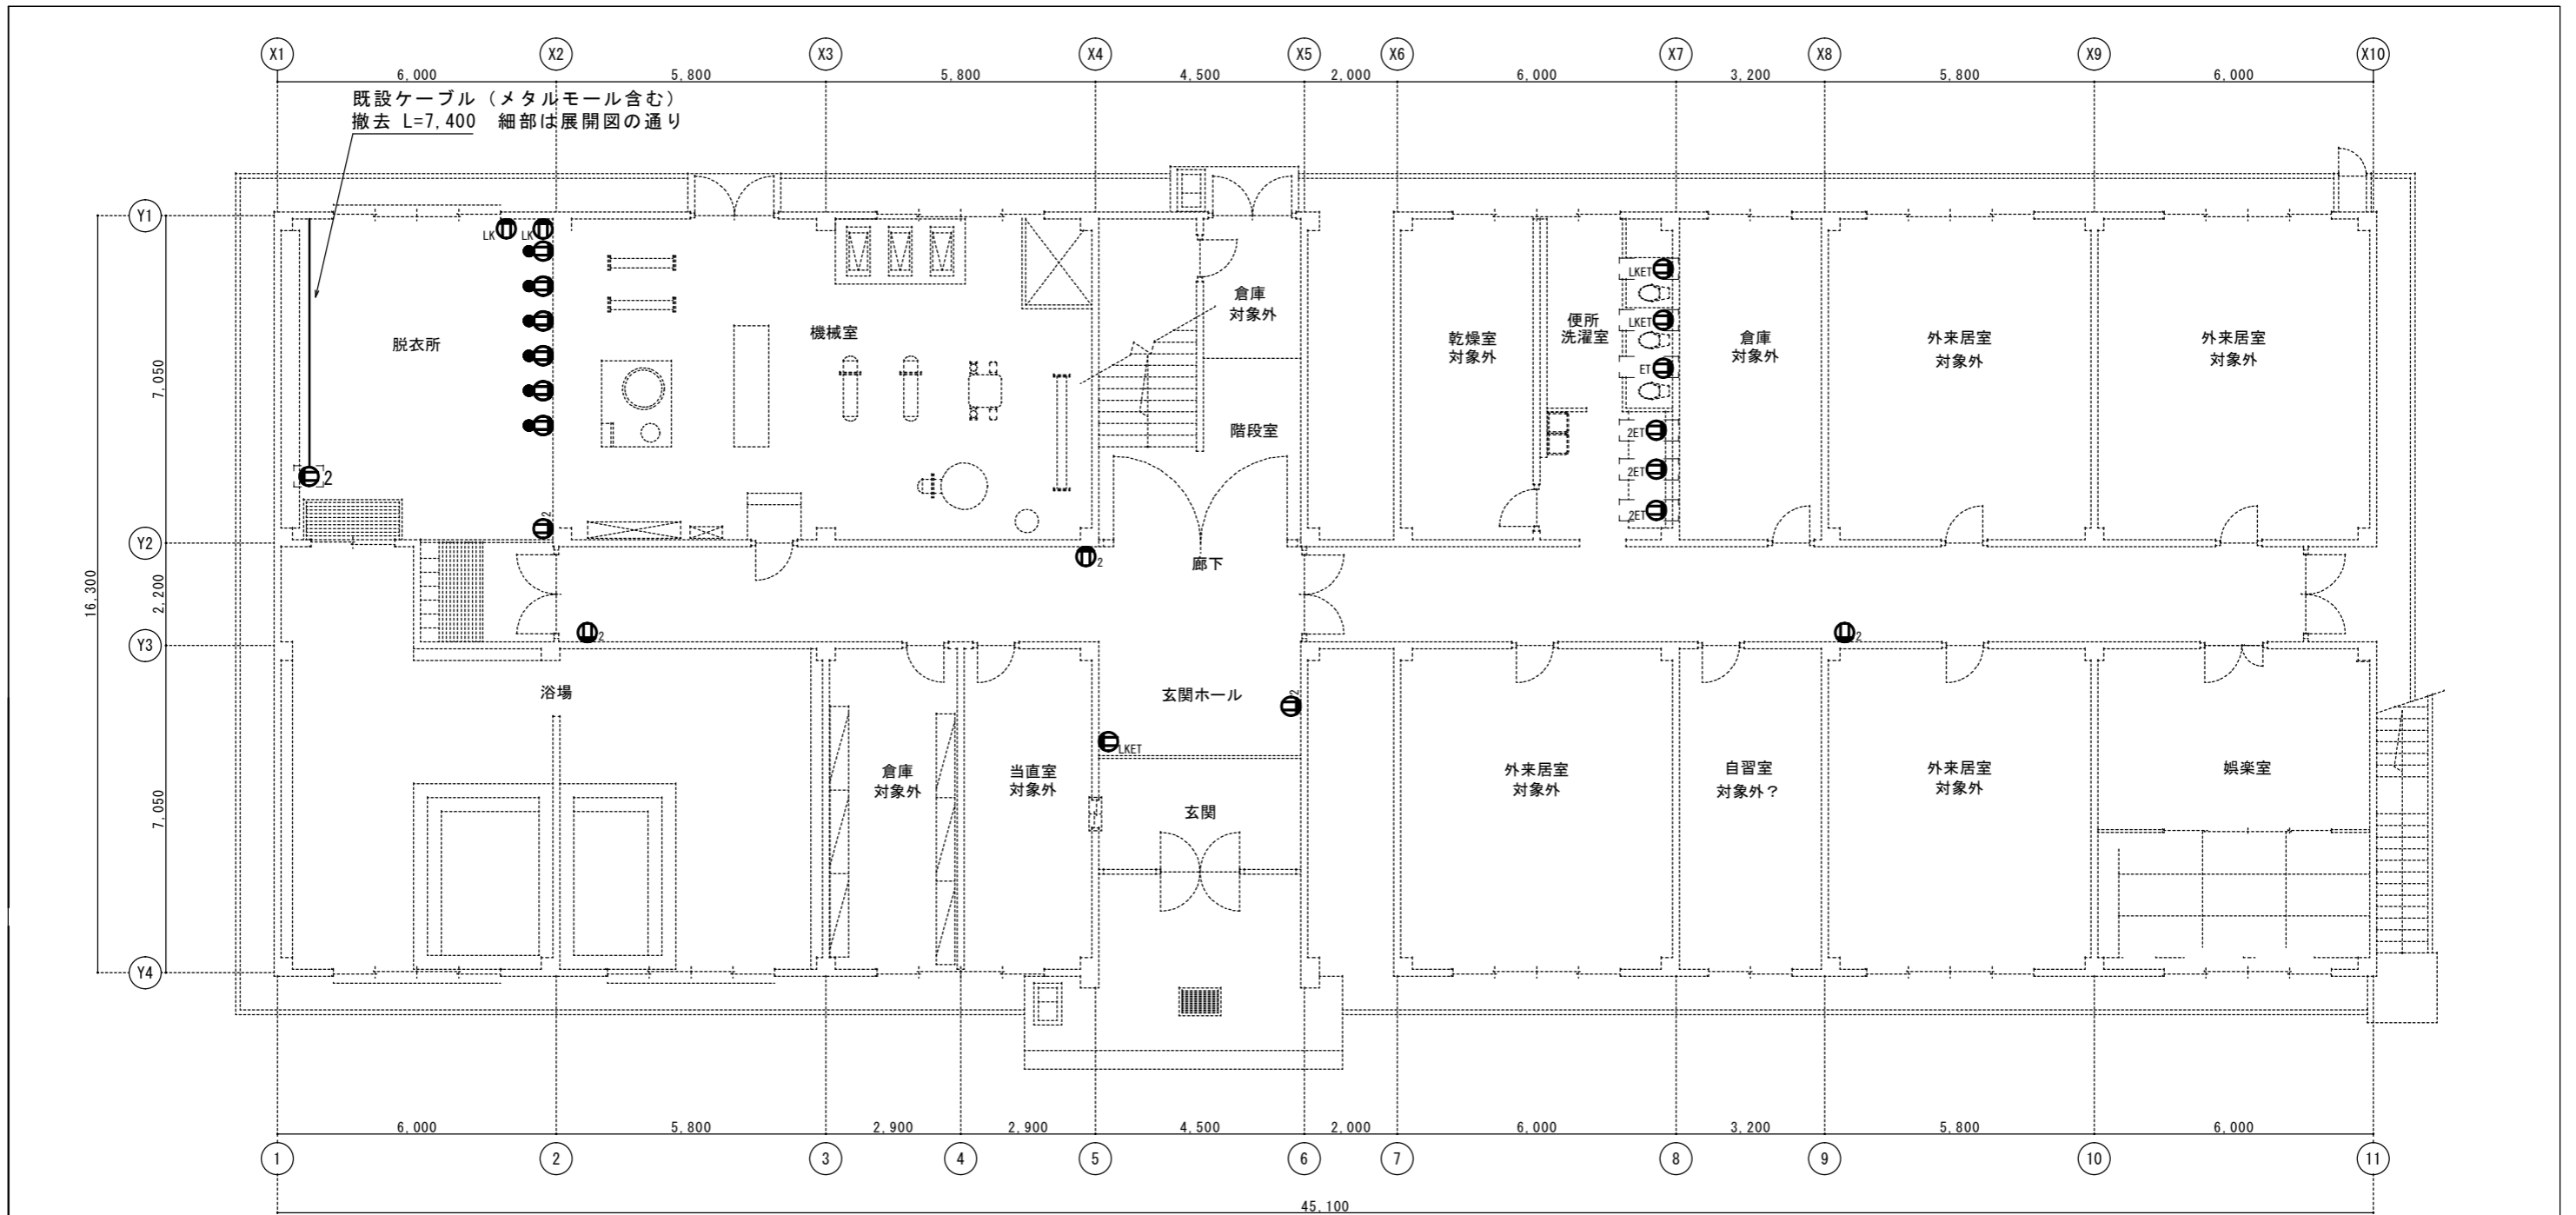 X1 X2 X3 X4 X5 X6 X7 X8 X9 X10
6,000 5,800 5,800 4,500 2,000 6,000 3,200 5,800 6,000
既設ケーブル（メタルモール含む）
撤去 L=7,400 細部は展開図の通り
Y1
LK LK
LKET
倉庫
対象外
LKET
便所
洗濯室
機械室
脱衣所
乾燥室
対象外
倉庫
対象外
外来居室
対象外
外来居室
対象外
ET
7,050
階段室
2ET
2ET
2ET
2
2
Y2
2
廊下
16,300
2,200
2
2
Y3
浴場
玄関ホール
2
LKET
倉庫
対象外
当直室
対象外
外来居室
対象外
自習室
対象外？
外来居室
対象外
娯楽室
7,050
玄関
Y4
6,000 5,800 2,900 2,900 4,500 2,000 6,000 3,200 5,800 6,000
1 2 3 4 5 6 7 8 9 10 11
45,100